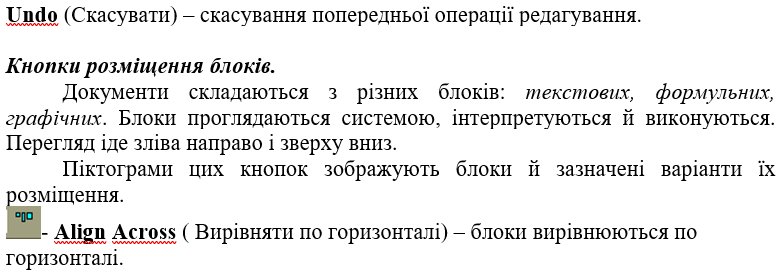 Undo (Скасувати) – скасування попередньої операції редагування.
Кнопки розміщення блоків.
Документи складаються з різних блоків: текстових, формульних,
графічних. Блоки проглядаються системою, інтерпретуються й виконуються.
Перегляд іде зліва направо і зверху вниз.
Піктограми цих кнопок зображують блоки й зазначені варіанти їх
розміщення.
- Align Across ( Вирівняти по горизонталі) – блоки вирівнюються по
горизонталі.